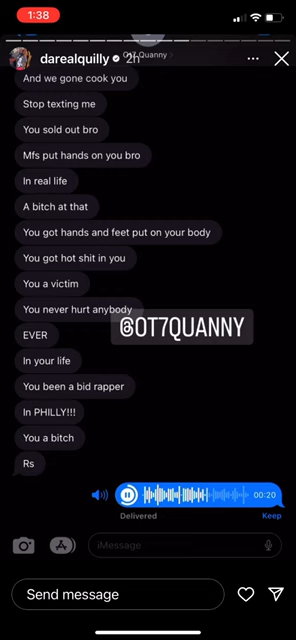 1:38
darealquilly 2h
Ot7Quanny
And we gone cook you
Stop texting me
You sold out bro
Mfs put hands on you bro
In real life
A bitch at that
You got hands and feet put on your body
You got hot shit in you
You a victim
You never hurt anybody
@OT7QUANNY
EVER
In your life
You been a bid rapper
In PHILLY!!!
You a bitch
Rs
00:20
Delivered
Keep
iMessage
Send message